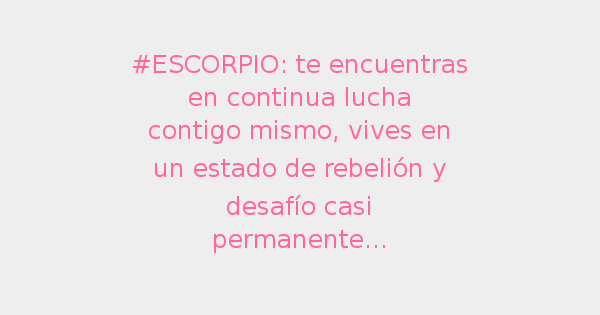 #ESCORPIO: te encuentras
en continua lucha
contigo mismo, vives en
un estado de rebelión y
desafío casi
permanente...